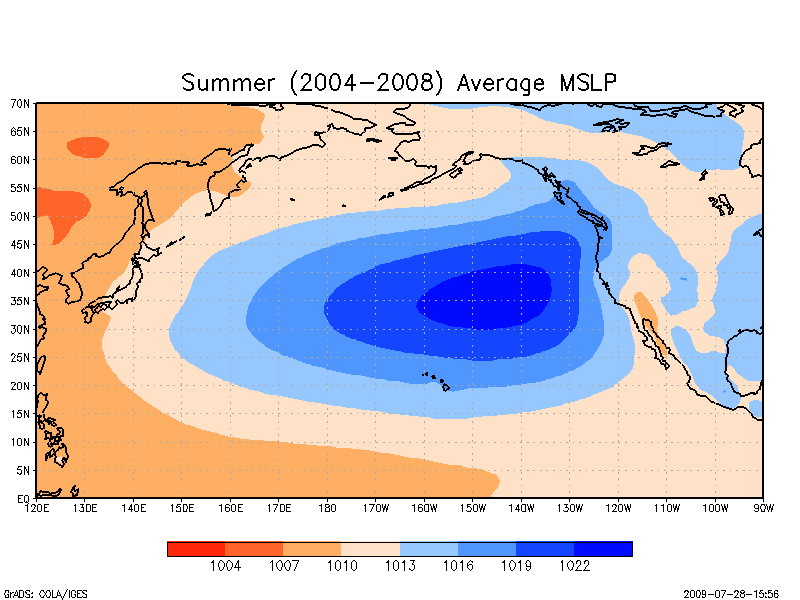 Summer (2004-2008) Average MSLP
70N
65N
60N
55N
50N
45N
40N
35N
30N
25N
20N
15N
10N
5N
EQ
120E 130E 140E 150E 160E 170E 180 170W 160W 150W 140W 130W 120W 110W 100W 90W
1004 1007 1010 1013 1016 1019 1022
GrADS: COLA/IGES 2009-07-28-15:56